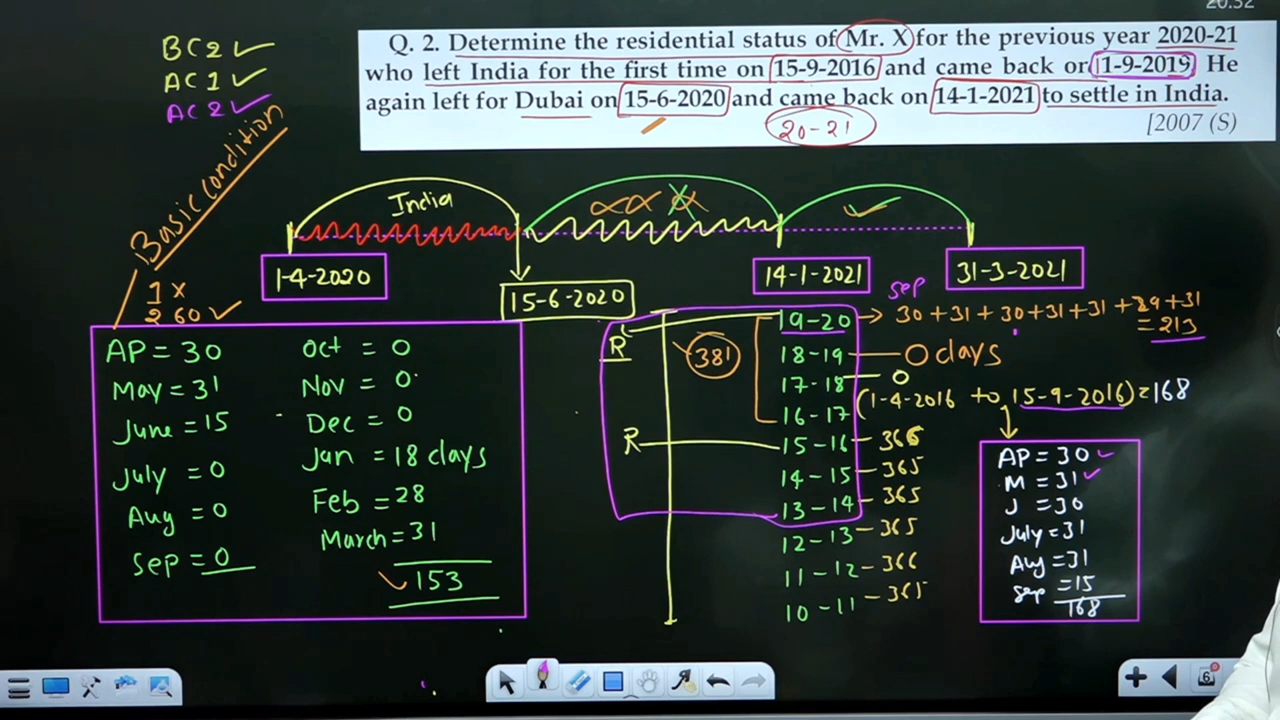 20:52
BC2 ✓
AC1 ✓
AC2 ✓
Basic condition
1 x
2 60 ✓
Q. 2. Determine the residential status of Mr. X for the previous year 2020-21
who left India for the first time on 15-9-2016 and came back or 1-9-2019. He
again left for Dubai on 15-6-2020 and came back on 14-1-2021 to settle in India.
20-21
[2007 (S)
India
1-4-2020
15-6-2020
14-1-2021
31-3-2021
AP = 30
May = 31
June = 15
July = 0
Aug = 0
Sep = 0
Oct = 0
Nov = 0
Dec = 0
Jan = 18 days
Feb = 28
March = 31
153
R
381
R
sep
19-20 → 30 + 31 + 30 + 31 + 31 + 29 + 31
= 213
18-19 — 0 days
17-18 — 0
16-17 (1-4-2016 to 15-9-2016) = 168
15-16 — 366
14-15 — 365
13-14 — 365
12-13 — 365
11-12 — 366
10-11 — 365
AP = 30
M = 31
J = 30
July = 31
Aug = 31
Sep = 15
168
6